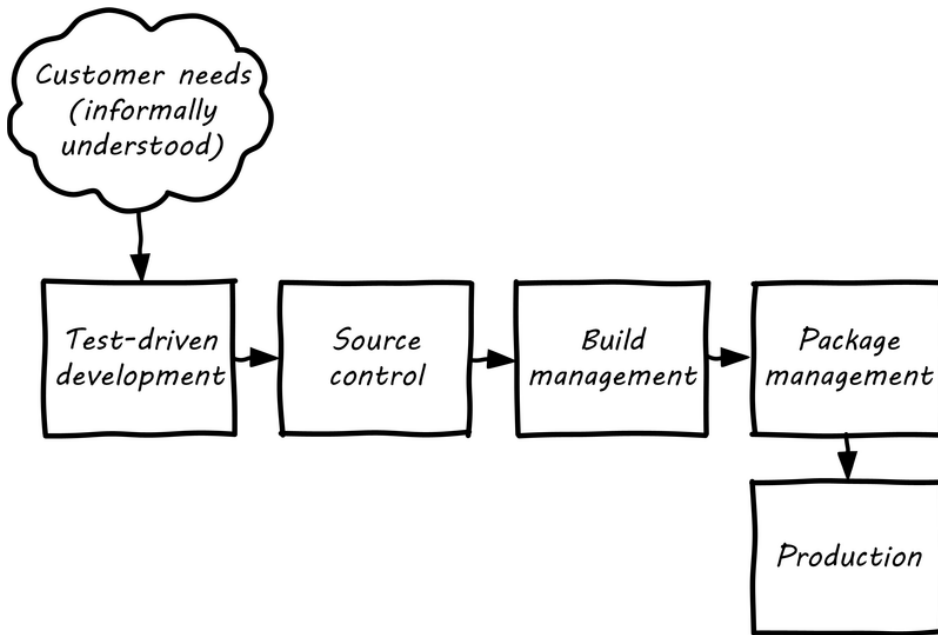 Customer needs
(informally
understood)
Test-driven
development
Source
control
Build
management
Package
management
Production